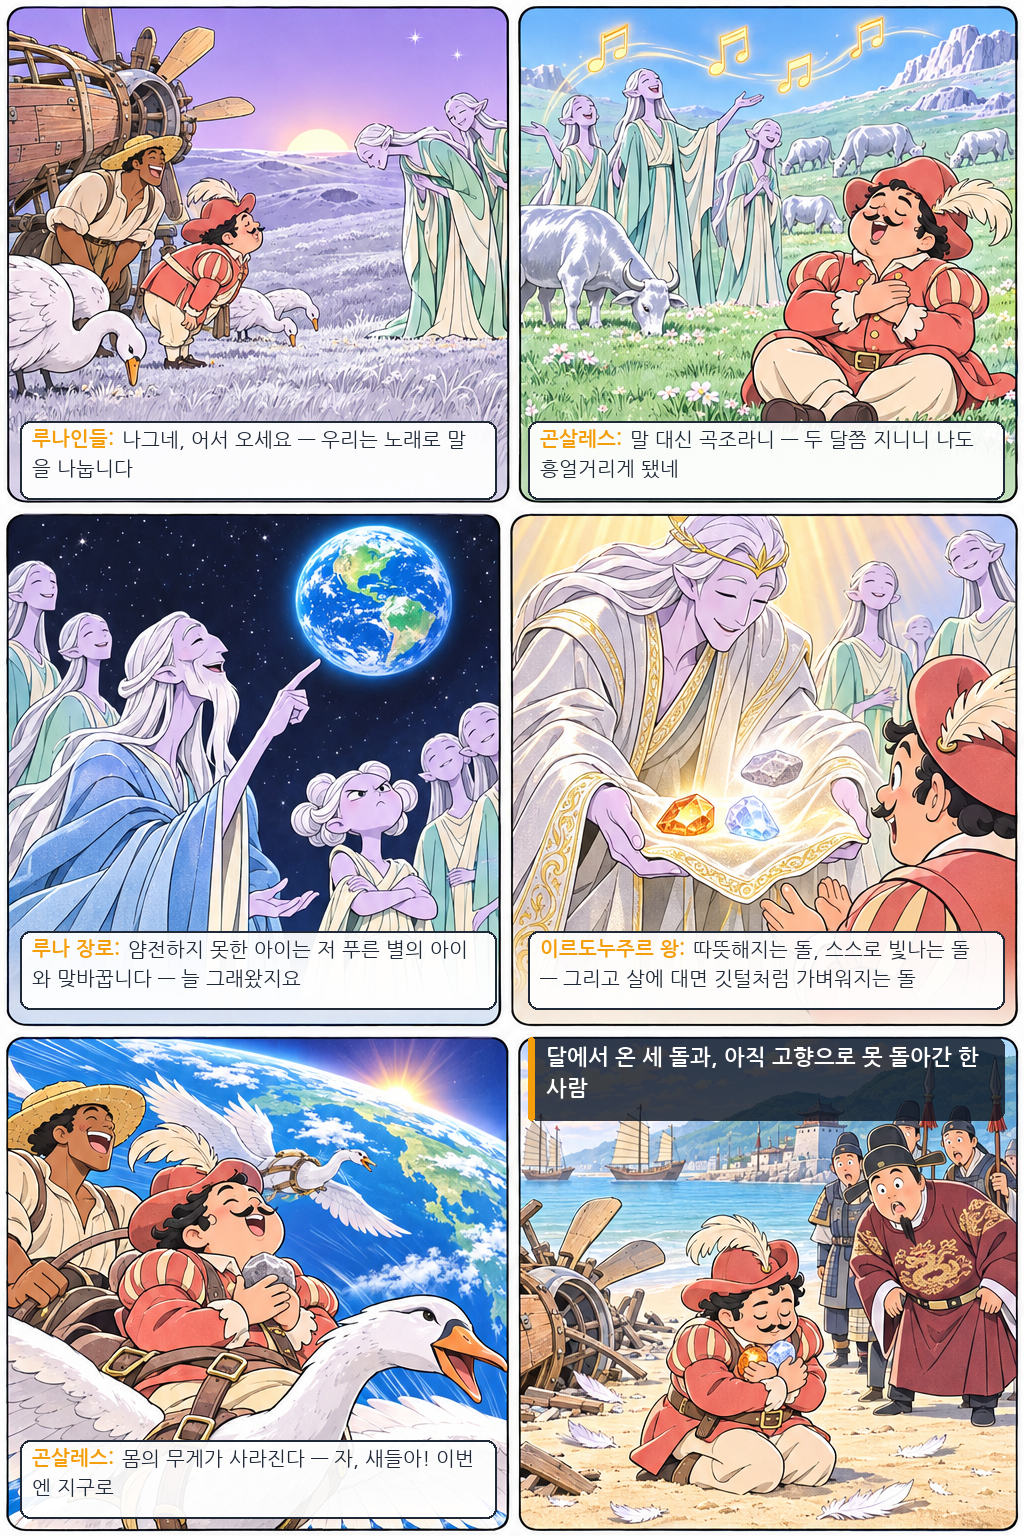 루나인들: 나그네, 어서 오세요 — 우리는 노래로 말
을 나눕니다
곤살레스: 말 대신 곡조라니 — 두 달쯤 지니니 나도
흥얼거리게 됐네
루나 장로: 얌전하지 못한 아이는 저 푸른 별의 아이
와 맞바꿉니다 — 늘 그래왔지요
이르도누주르 왕: 따뜻해지는 돌, 스스로 빛나는 돌
— 그리고 살에 대면 깃털처럼 가벼워지는 돌
곤살레스: 몸의 무게가 사라진다 — 자, 새들아! 이번
엔 지구로
달에서 온 세 돌과, 아직 고향으로 못 돌아간 한
사람